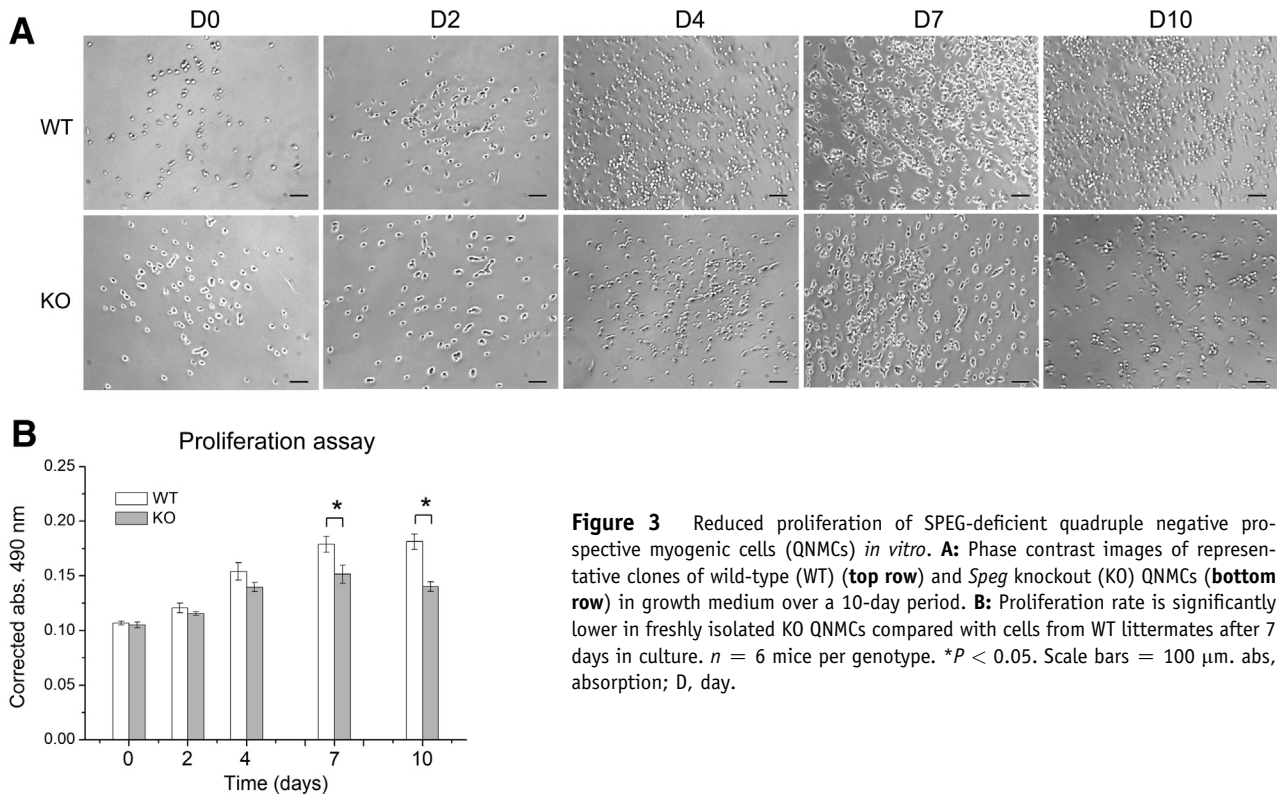 A
D0 D2 D4 D7 D10
WT
KO
B
Proliferation assay
Corrected abs. 490 nm
0.25
0.20
0.15
0.10
0.05
0.00
WT
KO
* *
0 2 4 7 10
Time (days)
Figure 3 Reduced proliferation of SPEG-deficient quadruple negative pro-
spective myogenic cells (QNMCs) in vitro. A: Phase contrast images of represen-
tative clones of wild-type (WT) (top row) and Speg knockout (KO) QNMCs (bottom
row) in growth medium over a 10-day period. B: Proliferation rate is significantly
lower in freshly isolated KO QNMCs compared with cells from WT littermates after 7
days in culture. n = 6 mice per genotype. *P < 0.05. Scale bars = 100 μm. abs,
absorption; D, day.